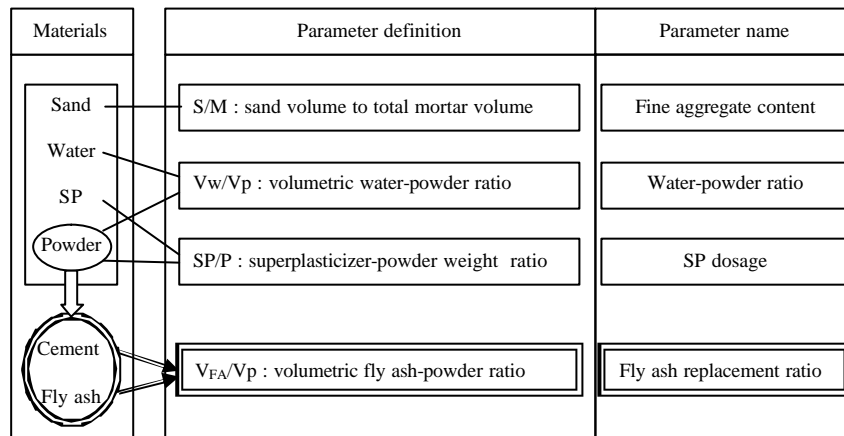 Materials
Parameter definition
Parameter name
Sand
S/M : sand volume to total mortar volume
Fine aggregate content
Water
Vw/Vp : volumetric water-powder ratio
Water-powder ratio
SP
Powder
SP/P : superplasticizer-powder weight ratio
SP dosage
Cement
V_FA/Vp : volumetric fly ash-powder ratio
Fly ash replacement ratio
Fly ash